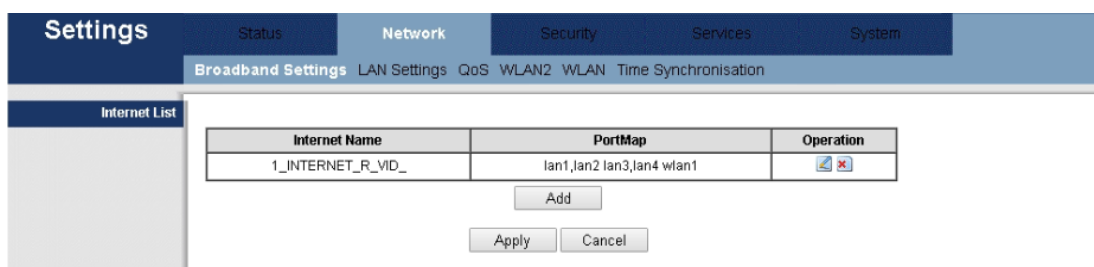 Settings Status Network Security Services System
Broadband Settings LAN Settings QoS WLAN2 WLAN Time Synchronisation
Internet List
Internet Name PortMap Operation
1_INTERNET_R_VID_ lan1,lan2 lan3,lan4 wlan1
Add
Apply Cancel